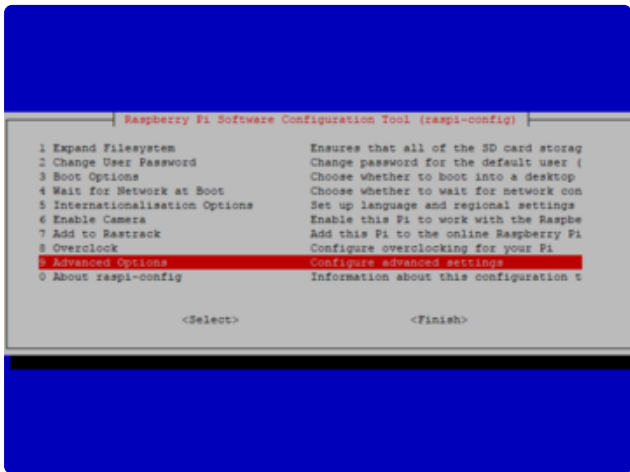 Raspberry Pi Software Configuration Tool (raspi-config)
1 Expand Filesystem Ensures that all of the SD card storag
2 Change User Password Change password for the default user (
3 Boot Options Choose whether to boot into a desktop
4 Wait for Network at Boot Choose whether to wait for network con
5 Internationalisation Options Set up language and regional settings
6 Enable Camera Enable this Pi to work with the Raspbe
7 Add to Rastrack Add this Pi to the online Raspberry Pi
8 Overclock Configure overclocking for your Pi
9 Advanced Options Configure advanced settings
0 About raspi-config Information about this configuration t
<Select> <Finish>